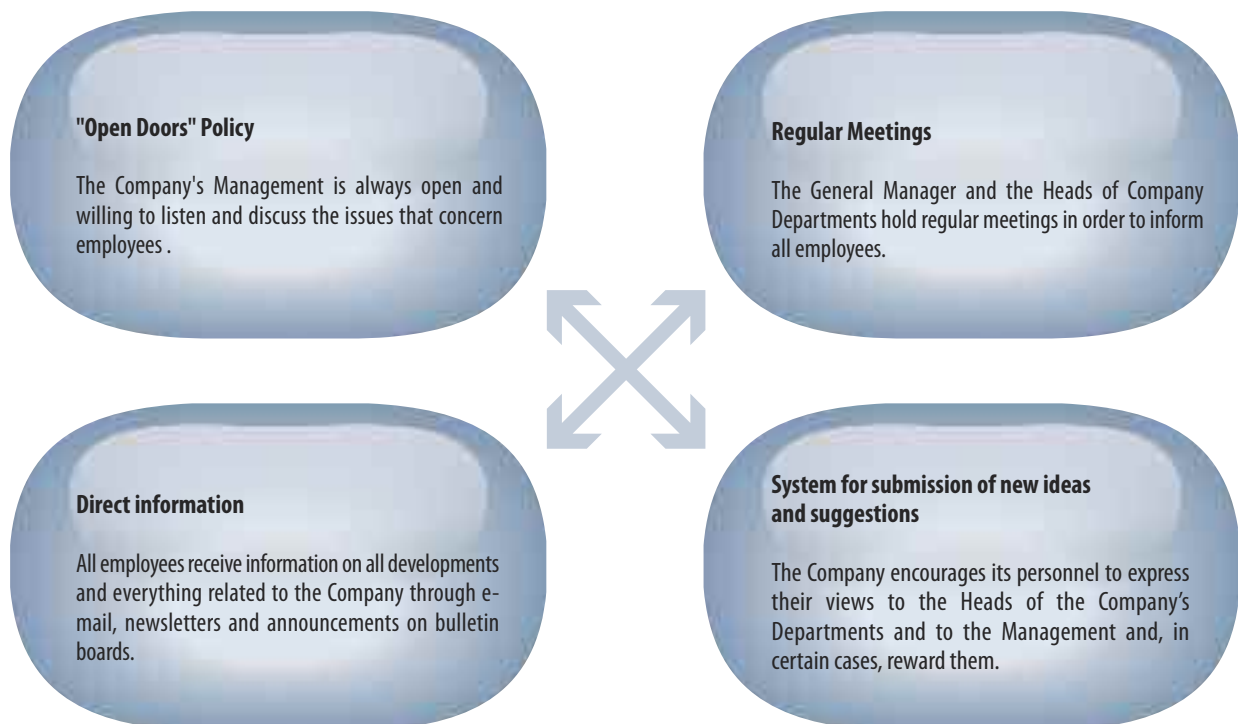 "Open Doors" Policy
The Company's Management is always open and
willing to listen and discuss the issues that concern
employees .
Regular Meetings
The General Manager and the Heads of Company
Departments hold regular meetings in order to inform
all employees.
Direct information
All employees receive information on all developments
and everything related to the Company through e-
mail, newsletters and announcements on bulletin
boards.
System for submission of new ideas
and suggestions
The Company encourages its personnel to express
their views to the Heads of the Company’s
Departments and to the Management and, in
certain cases, reward them.